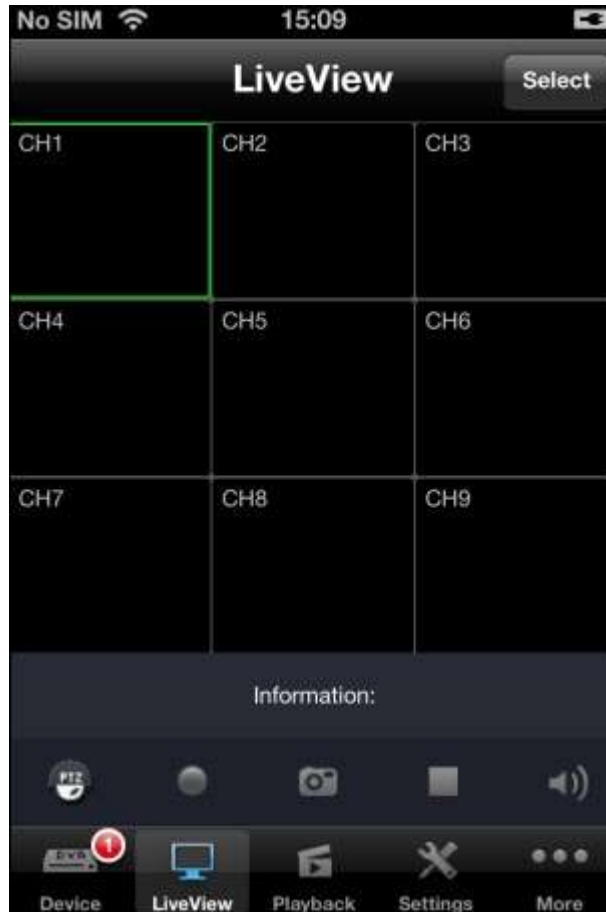 No SIM 15:09
LiveView Select
CH1 CH2 CH3
CH4 CH5 CH6
CH7 CH8 CH9
Information:
PTZ
DVR 1
Device LiveView Playback Settings More